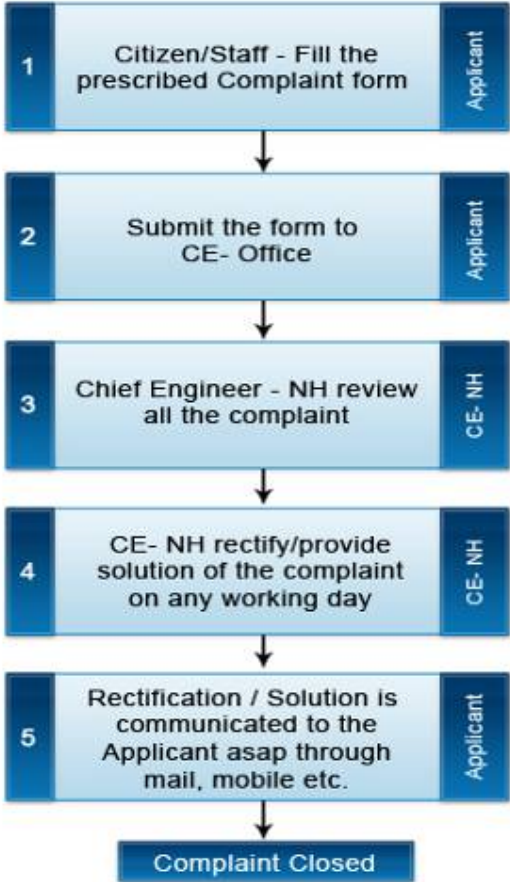 1
Citizen/Staff - Fill the
prescribed Complaint form
Applicant
2
Submit the form to
CE- Office
Applicant
3
Chief Engineer - NH review
all the complaint
CE- NH
4
CE- NH rectify/provide
solution of the complaint
on any working day
CE- NH
5
Rectification / Solution is
communicated to the
Applicant asap through
mail, mobile etc.
Applicant
Complaint Closed